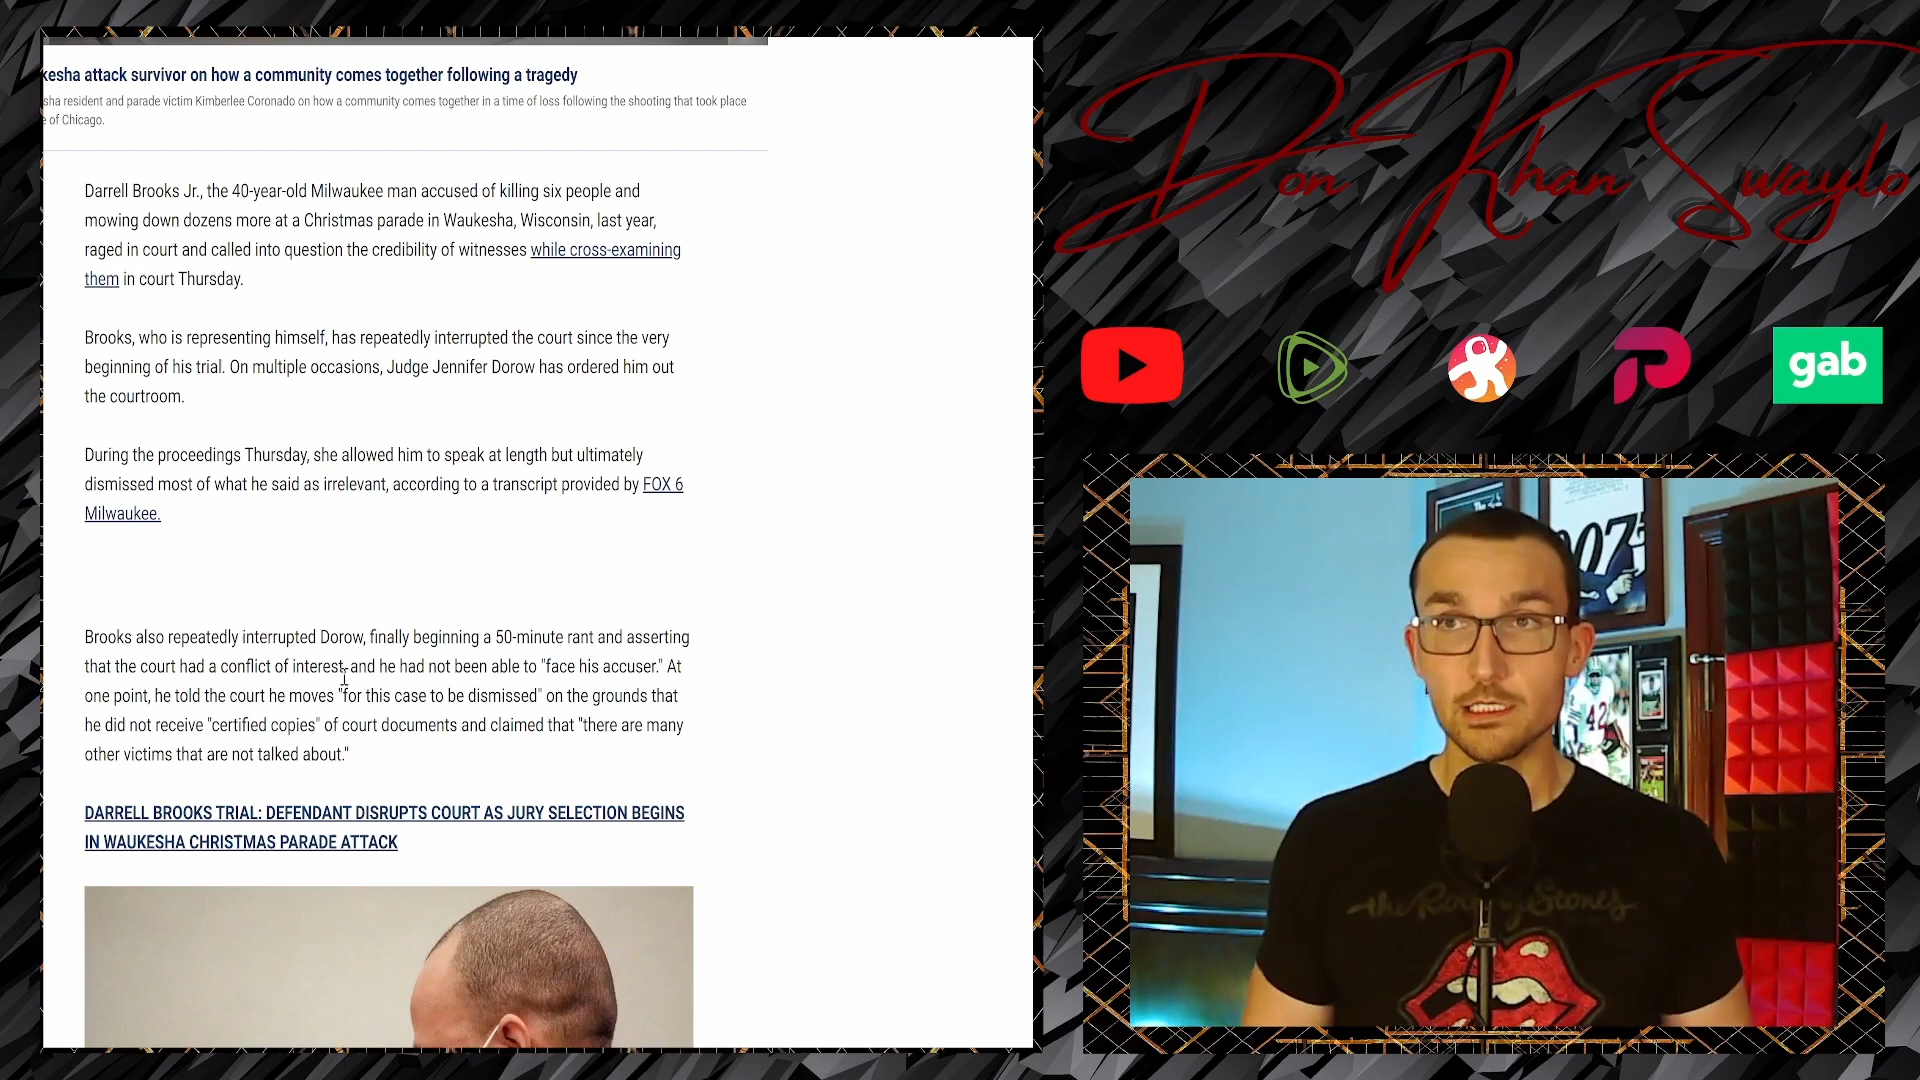 kesha attack survivor on how a community comes together following a tragedy
sha resident and parade victim Kimberlee Coronado on how a community comes together in a time of loss following the shooting that took place
e of Chicago.
Darrell Brooks Jr., the 40-year-old Milwaukee man accused of killing six people and
mowing down dozens more at a Christmas parade in Waukesha, Wisconsin, last year,
raged in court and called into question the credibility of witnesses while cross-examining
them in court Thursday.
Brooks, who is representing himself, has repeatedly interrupted the court since the very
beginning of his trial. On multiple occasions, Judge Jennifer Dorow has ordered him out
the courtroom.
During the proceedings Thursday, she allowed him to speak at length but ultimately
dismissed most of what he said as irrelevant, according to a transcript provided by FOX 6
Milwaukee.
Brooks also repeatedly interrupted Dorow, finally beginning a 50-minute rant and asserting
that the court had a conflict of interest and he had not been able to "face his accuser." At
one point, he told the court he moves "for this case to be dismissed" on the grounds that
he did not receive "certified copies" of court documents and claimed that "there are many
other victims that are not talked about."
DARRELL BROOKS TRIAL: DEFENDANT DISRUPTS COURT AS JURY SELECTION BEGINS
IN WAUKESHA CHRISTMAS PARADE ATTACK
Don Khan Swaylo
gab
007
42
the Rolling Stones